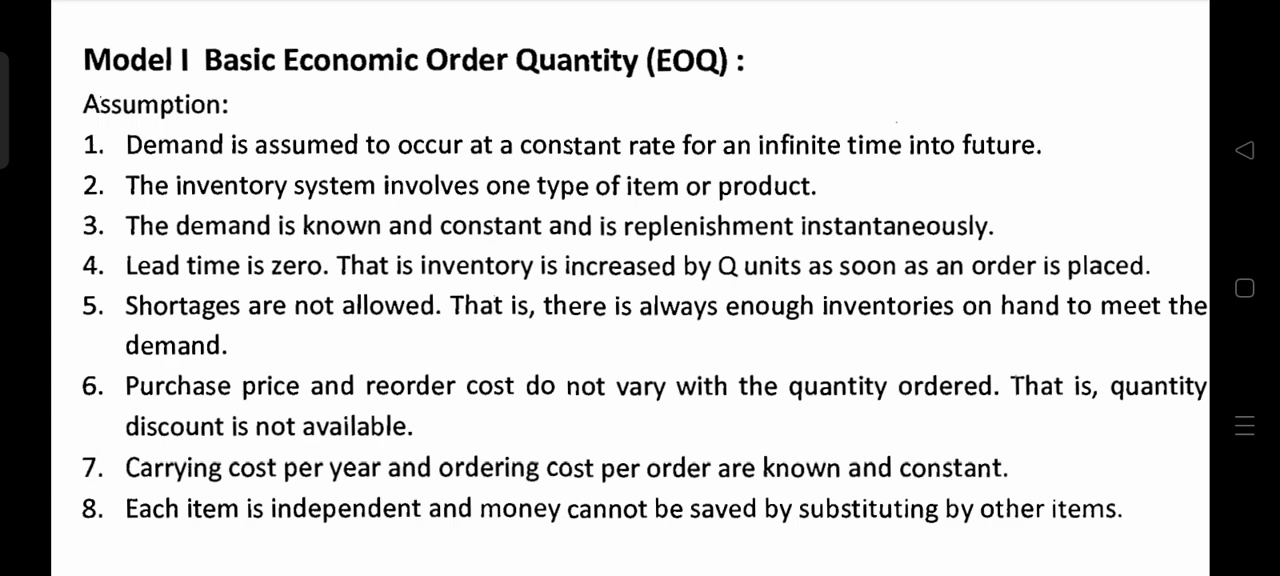 Model I Basic Economic Order Quantity (EOQ) :
Assumption:
1. Demand is assumed to occur at a constant rate for an infinite time into future.
2. The inventory system involves one type of item or product.
3. The demand is known and constant and is replenishment instantaneously.
4. Lead time is zero. That is inventory is increased by Q units as soon as an order is placed.
5. Shortages are not allowed. That is, there is always enough inventories on hand to meet the
demand.
6. Purchase price and reorder cost do not vary with the quantity ordered. That is, quantity
discount is not available.
7. Carrying cost per year and ordering cost per order are known and constant.
8. Each item is independent and money cannot be saved by substituting by other items.